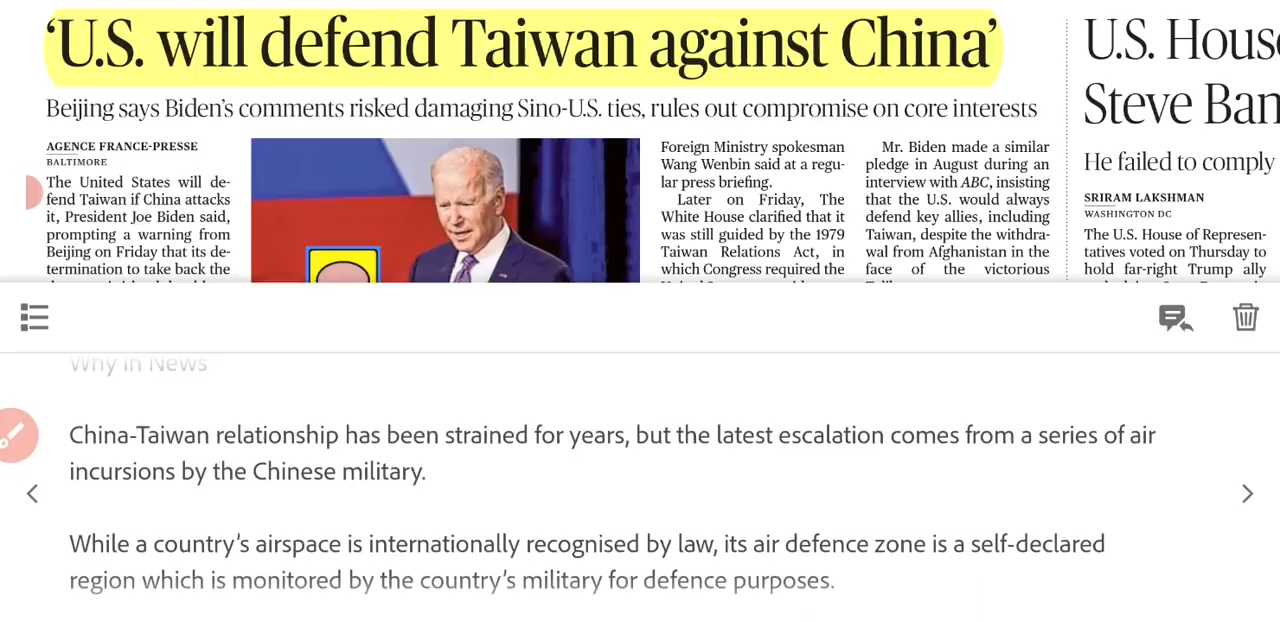 ‘U.S. will defend Taiwan against China’
Beijing says Biden’s comments risked damaging Sino-U.S. ties, rules out compromise on core interests
AGENCE FRANCE-PRESSE
BALTIMORE
The United States will de-
fend Taiwan if China attacks
it, President Joe Biden said,
prompting a warning from
Beijing on Friday that its de-
termination to take back the
Foreign Ministry spokesman
Wang Wenbin said at a regu-
lar press briefing.
Later on Friday, The
White House clarified that it
was still guided by the 1979
Taiwan Relations Act, in
which Congress required the
Mr. Biden made a similar
pledge in August during an
interview with ABC, insisting
that the U.S. would always
defend key allies, including
Taiwan, despite the withdra-
wal from Afghanistan in the
face of the victorious
U.S. Hous
Steve Ban
He failed to comply
SRIRAM LAKSHMAN
WASHINGTON DC
The U.S. House of Represen-
tatives voted on Thursday to
hold far-right Trump ally
Why in News
China-Taiwan relationship has been strained for years, but the latest escalation comes from a series of air
incursions by the Chinese military.
While a country’s airspace is internationally recognised by law, its air defence zone is a self-declared
region which is monitored by the country’s military for defence purposes.